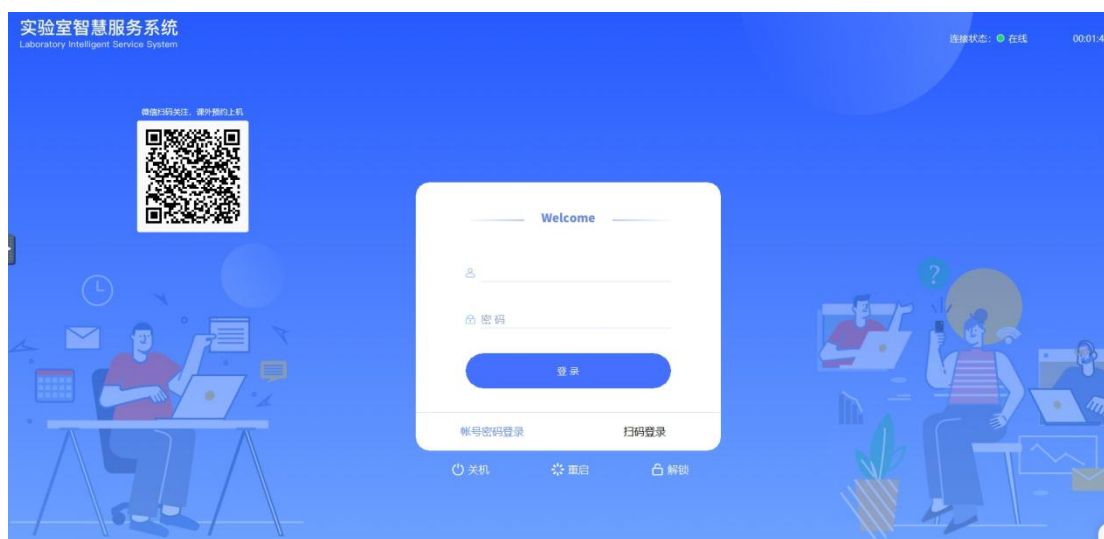 实验室智慧服务系统
Laboratory Intelligent Service System
连接状态: 在线
00:01:4
微信扫码关注，课外预约上机
Welcome
密码
登录
帐号密码登录
扫码登录
关机
重启
解锁
?